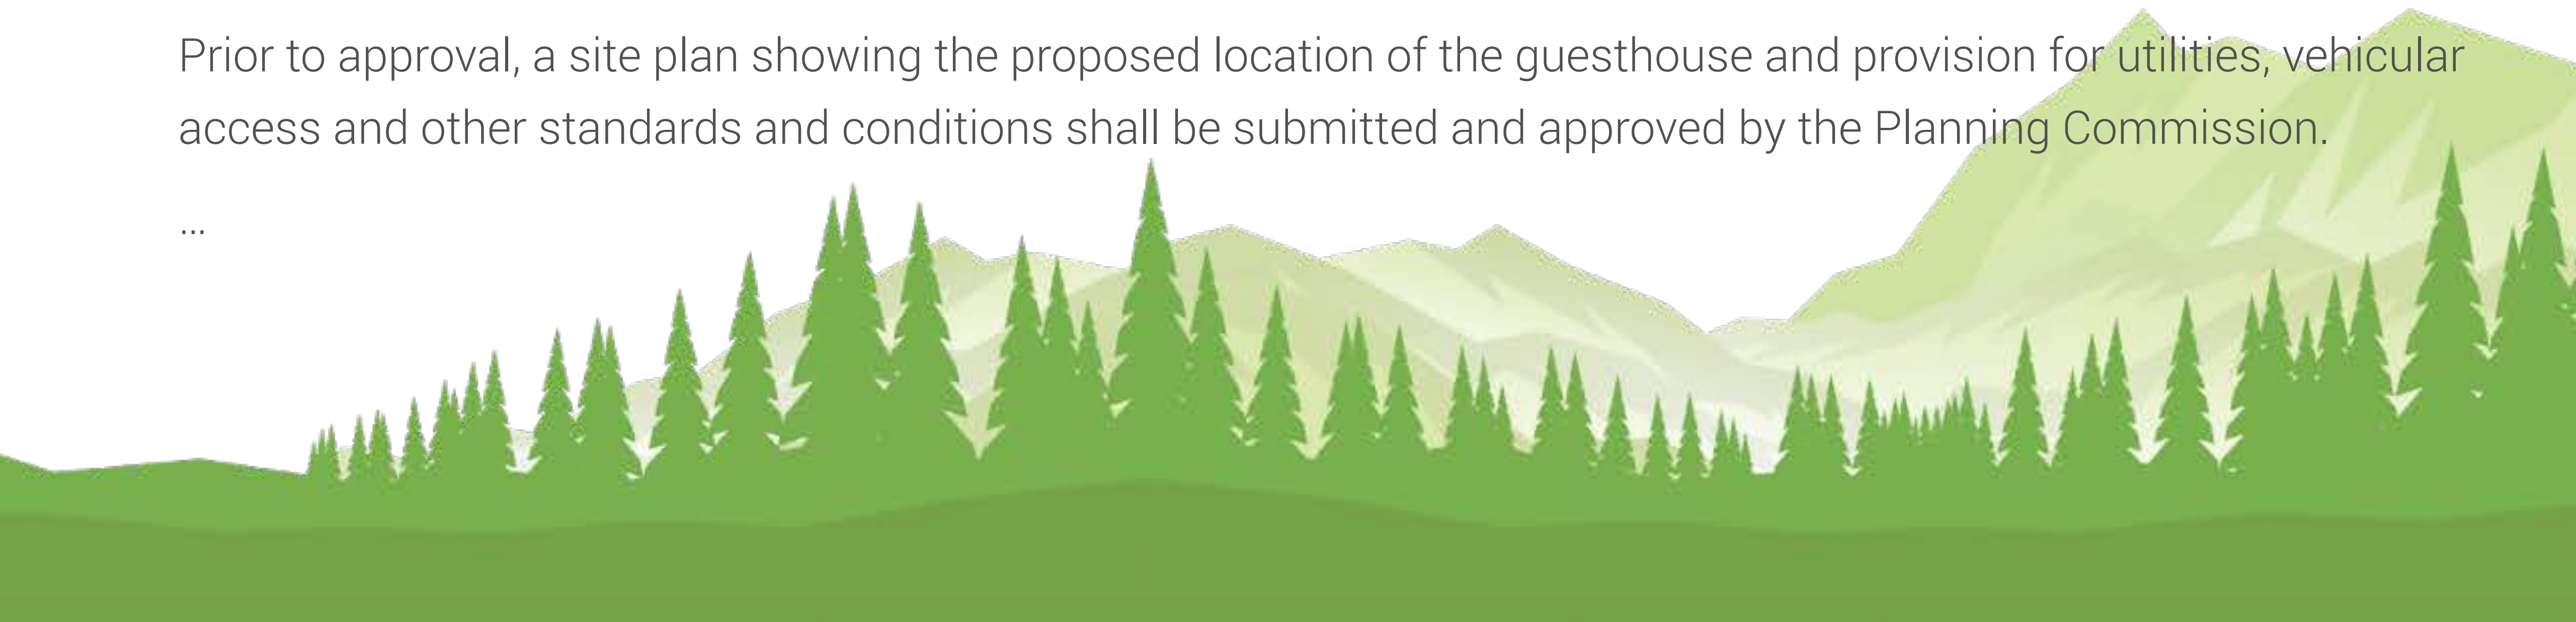 Prior to approval, a site plan showing the proposed location of the guesthouse and provision for utilities, vehicular
access and other standards and conditions shall be submitted and approved by the Planning Commission.
...